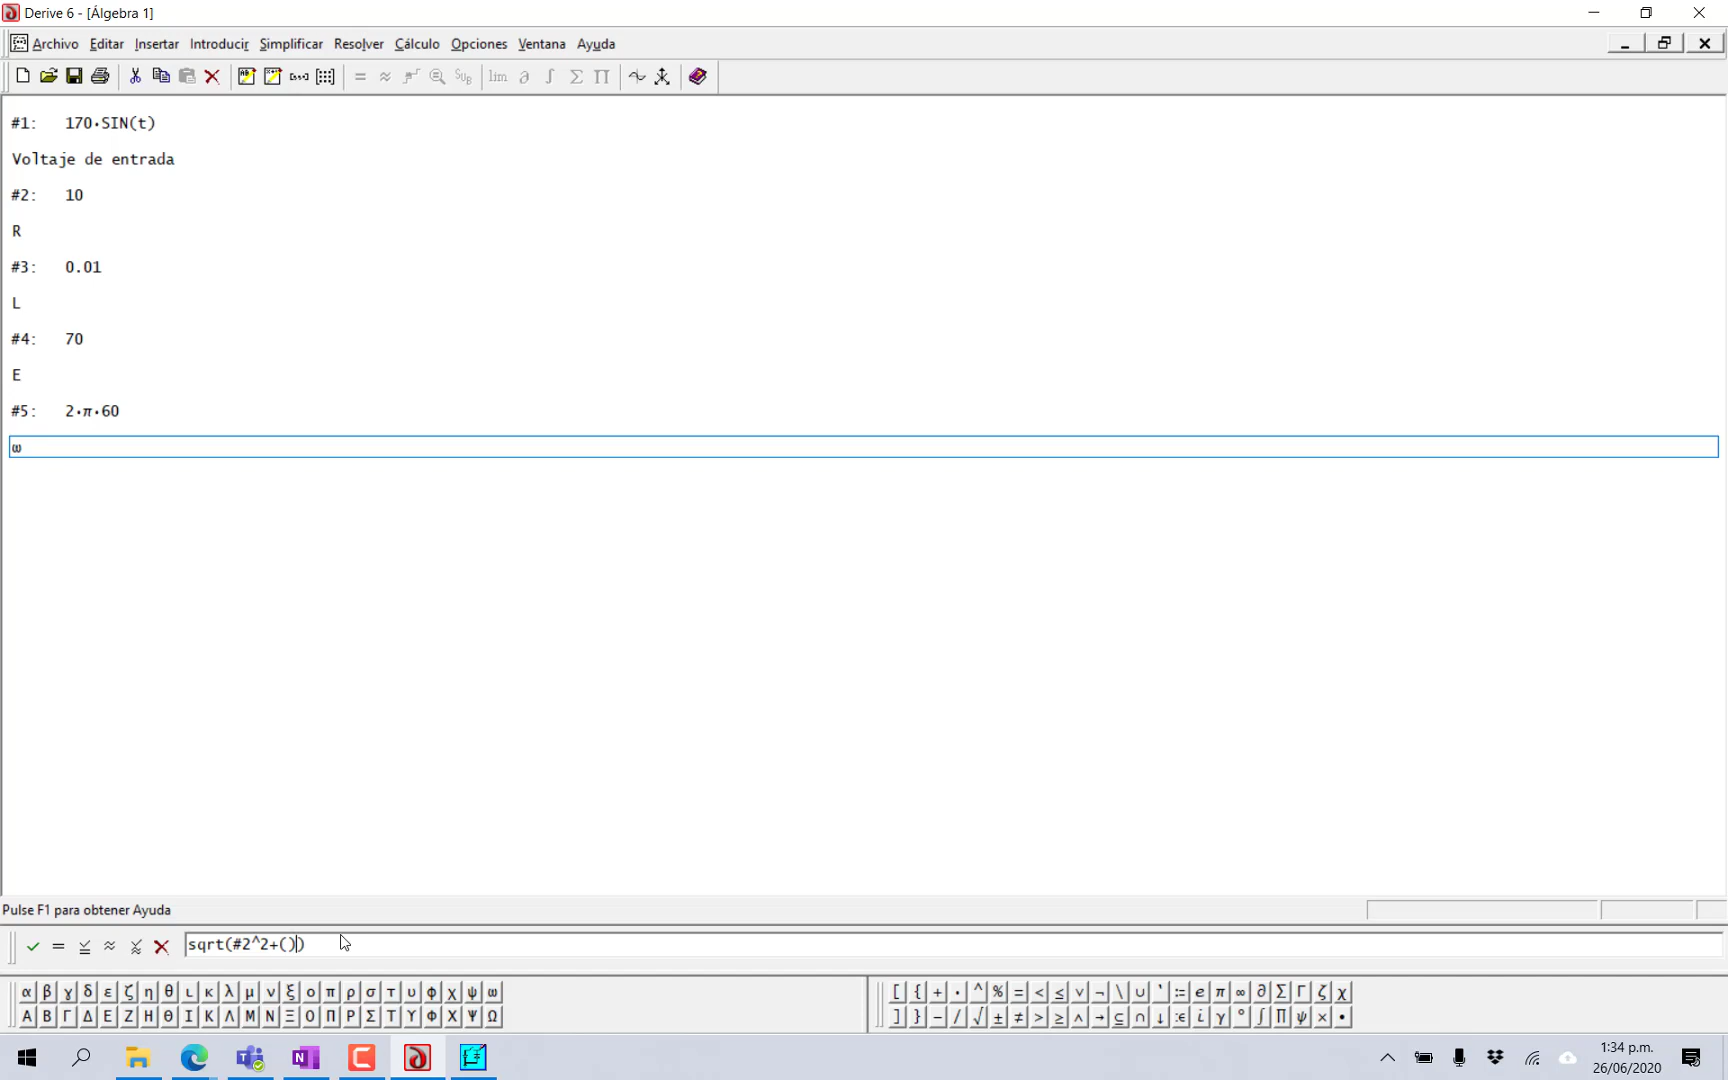 Derive 6 - [Álgebra 1]
Archivo Editar Insertar Introducir Simplificar Resolver Cálculo Opciones Ventana Ayuda
= ≈ SUB lim ∂ ∫ Σ Π
#1: 170·SIN(t)
Voltaje de entrada
#2: 10
R
#3: 0.01
L
#4: 70
E
#5: 2·π·60
ω
Pulse F1 para obtener Ayuda
sqrt(#2^2+())
α β γ δ ε ζ η θ ι κ λ μ ν ξ ο π ρ σ τ υ φ χ ψ ω
[ { + · ^ % = < ≤ ∨ ¬ \ ∪ ' := e π ∞ ∂ Σ Γ ζ χ
Α Β Γ Δ Ε Ζ Η Θ Ι Κ Λ Μ Ν Ξ Ο Π Ρ Σ Τ Υ Φ Χ Ψ Ω
] } − / √ ± ≠ > ≥ ∧ → ⊆ ∩ ↓ :∈ i γ ° ∫ Π ψ × •
1:34 p.m.
26/06/2020